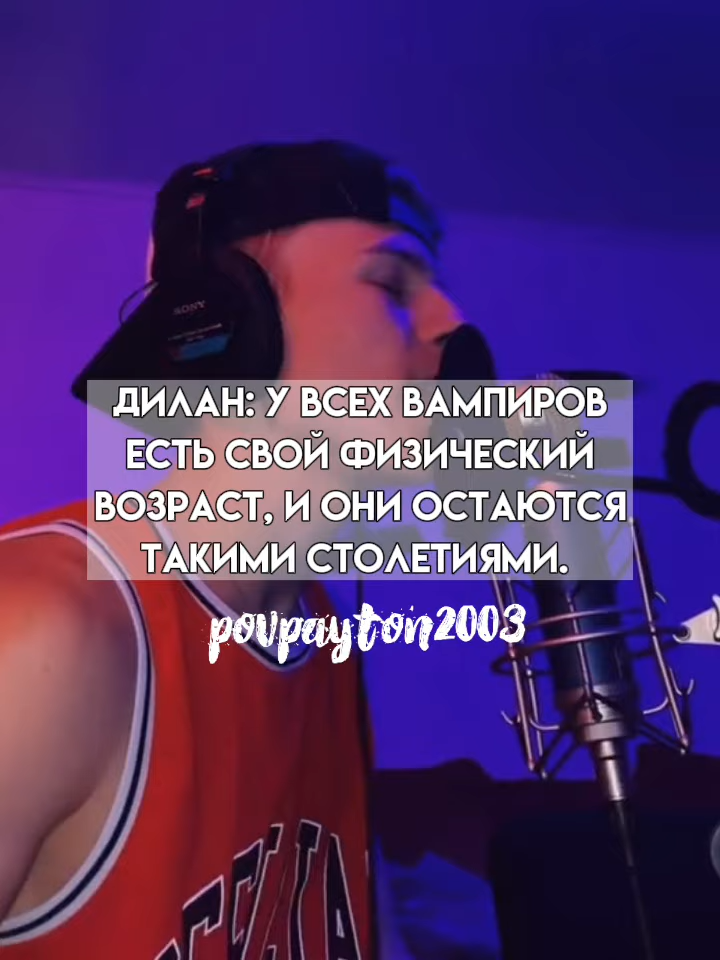 SONY
ДИЛАН: У ВСЕХ ВАМПИРОВ
ЕСТЬ СВОЙ ФИЗИЧЕСКИЙ
ВОЗРАСТ, И ОНИ ОСТАЮТСЯ
ТАКИМИ СТОЛЕТИЯМИ.
povpayton2003